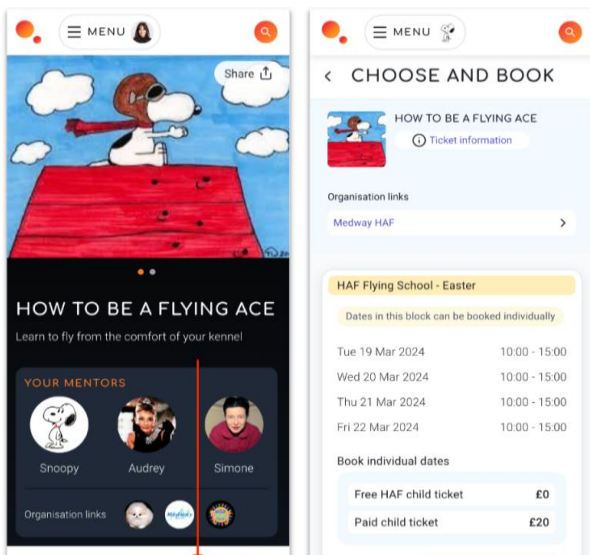 MENU
Share
HOW TO BE A FLYING ACE
Learn to fly from the comfort of your kennel
YOUR MENTORS
Snoopy Audrey Simone
Organisation links
MENU
CHOOSE AND BOOK
HOW TO BE A FLYING ACE
Ticket information
Organisation links
Medway HAF
HAF Flying School - Easter
Dates in this block can be booked individually
Tue 19 Mar 2024 10:00 - 15:00
Wed 20 Mar 2024 10:00 - 15:00
Thu 21 Mar 2024 10:00 - 15:00
Fri 22 Mar 2024 10:00 - 15:00
Book individual dates
Free HAF child ticket £0
Paid child ticket £20